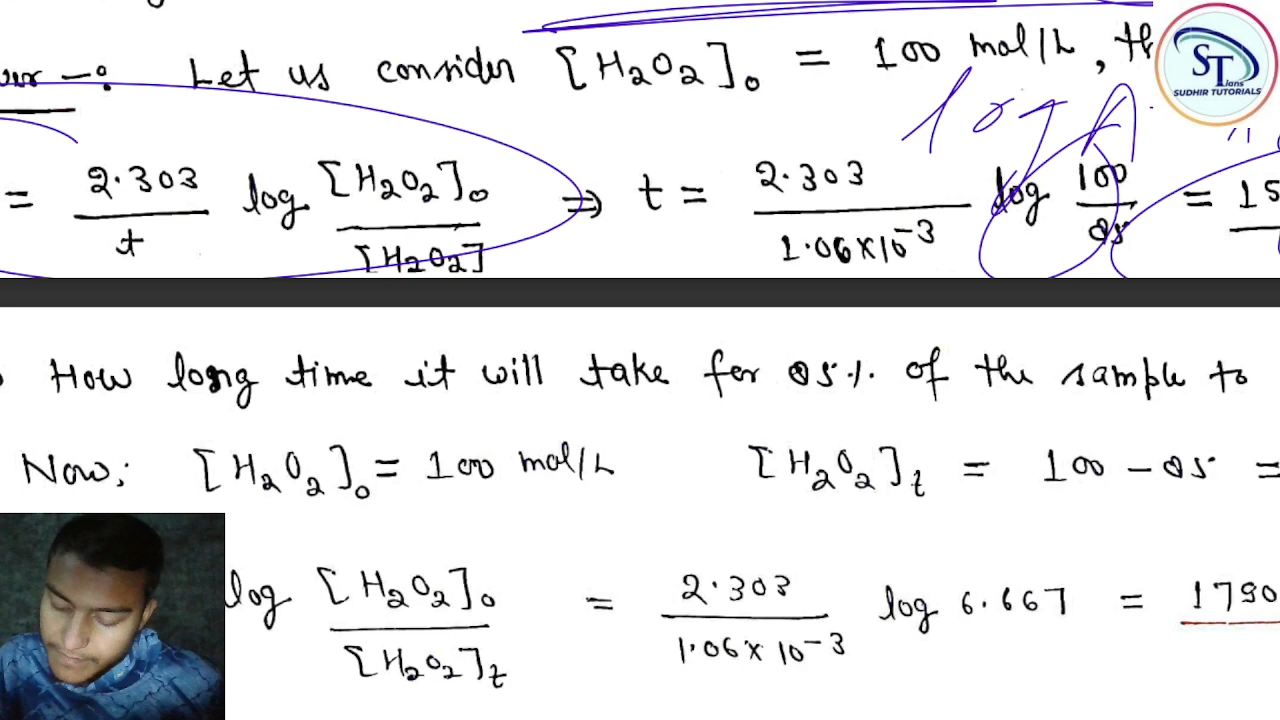 Let us consider [H₂O₂]₀ = 100 mol/L,
ST
ians
SUDHIR TUTORIALS
log A
= 2.303/t log [H₂O₂]₀/[H₂O₂] ⇒ t = 2.303/1.06×10⁻³ log 100/85 = 15
How long time it will take for 85% of the sample to
Now; [H₂O₂]₀ = 100 mol/L [H₂O₂]t = 100 - 85 =
log [H₂O₂]₀/[H₂O₂]t = 2.303/1.06×10⁻³ log 6.667 = 1790